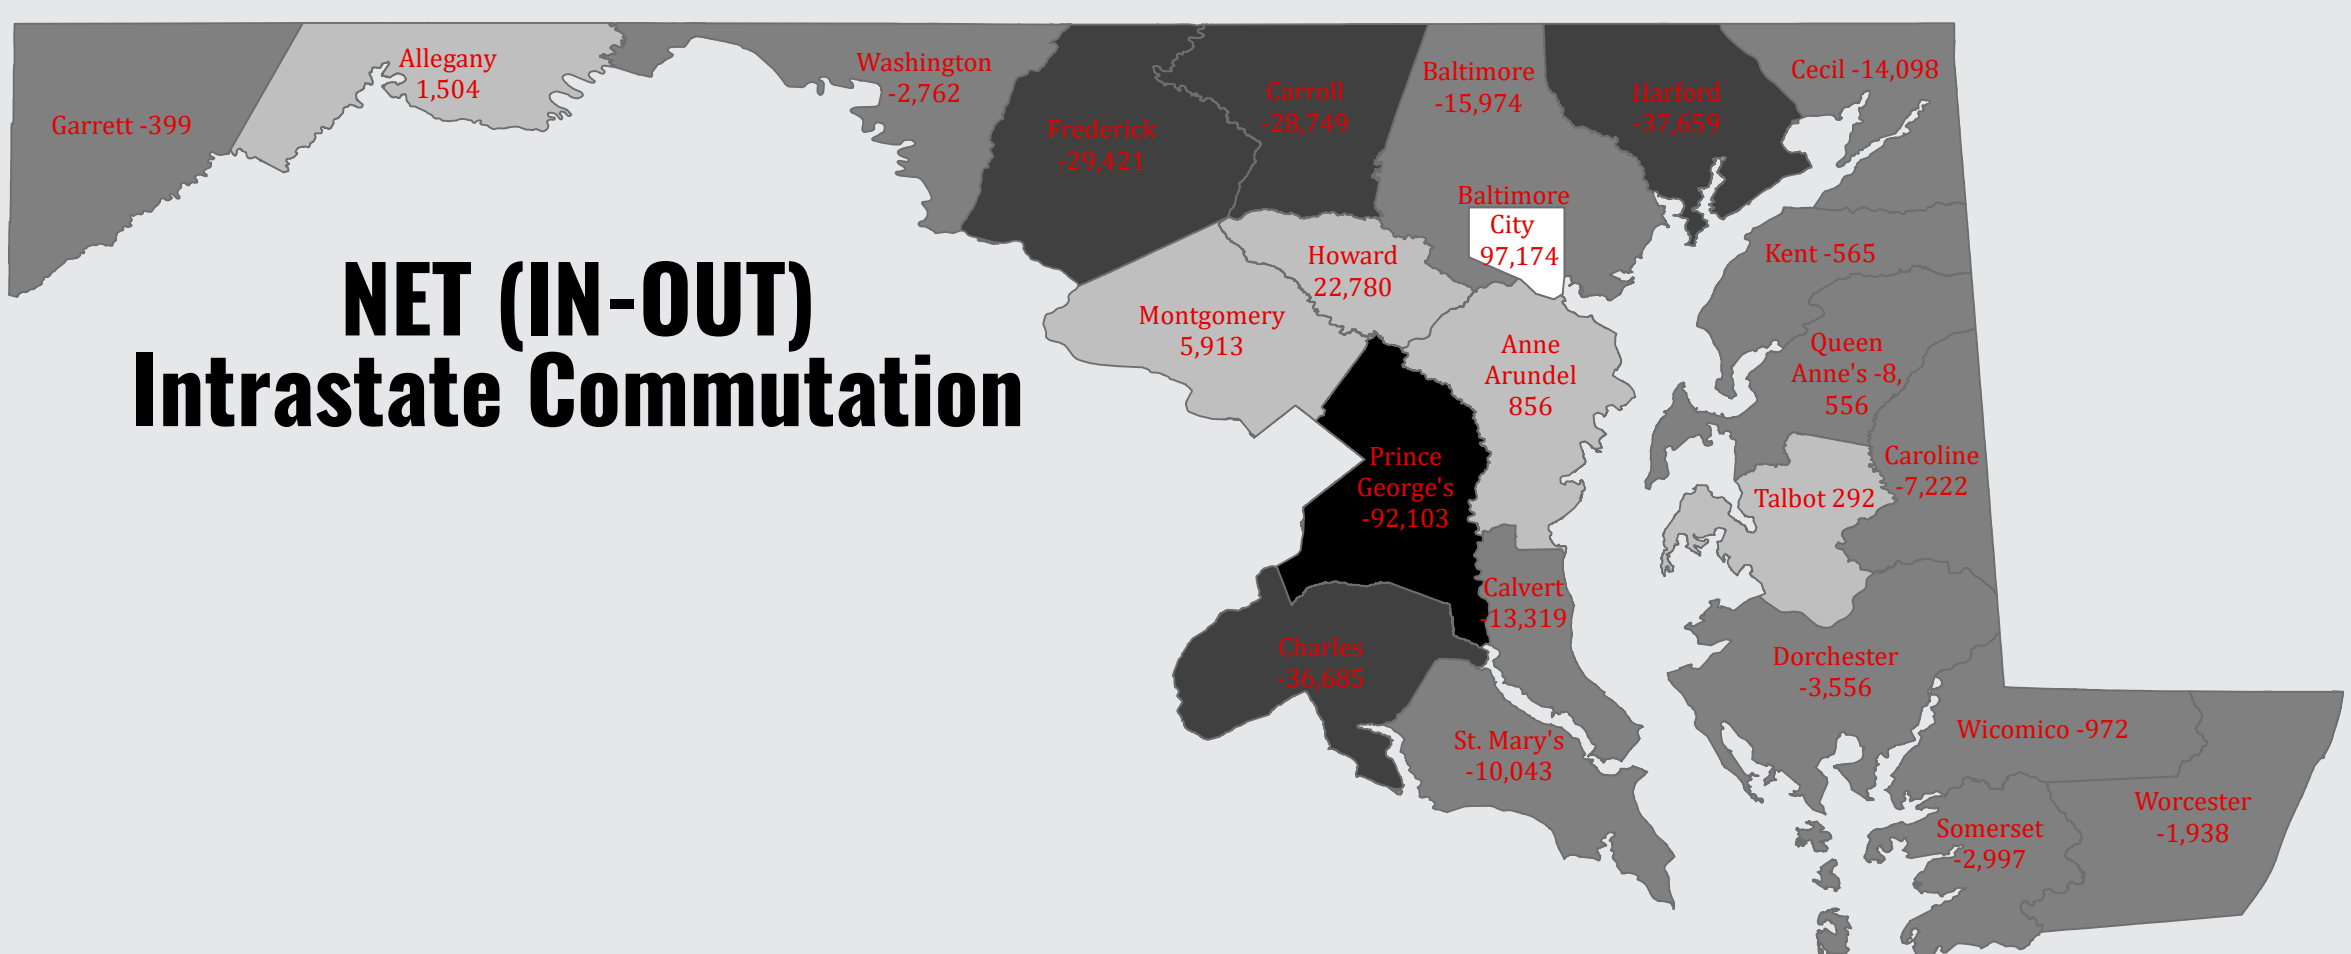 Allegany
1,504
Garrett -399
Washington
-2,762
Frederick
-29,421
Carroll
-28,749
Baltimore
-15,974
Harford
-37,659
Cecil -14,098
Baltimore
City
97,174
Howard
22,780
Montgomery
5,913
Kent -565
NET (IN-OUT)
Intrastate Commutation
Anne
Arundel
856
Queen
Anne's -8,
556
Prince
George's
-92,103
Caroline
-7,222
Talbot 292
Calvert
-13,319
Charles
-36,685
Dorchester
-3,556
St. Mary's
-10,043
Wicomico -972
Worcester
-1,938
Somerset
-2,997